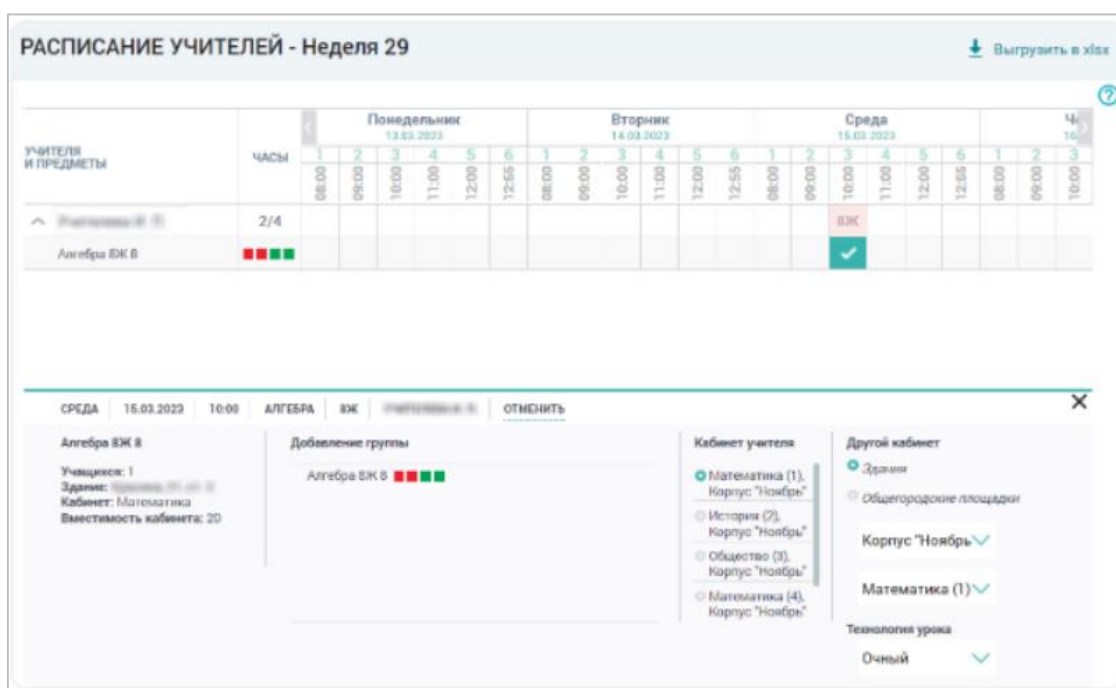 РАСПИСАНИЕ УЧИТЕЛЕЙ - Неделя 29
Выгрузить в xlsx
?
Понедельник Вторник Среда Че
13.03.2023 14.03.2023 15.03.2023 16
УЧИТЕЛЯ
И ПРЕДМЕТЫ
ЧАСЫ
1 2 3 4 5 6 1 2 3 4 5 6 1 2 3 4 5 6 1 2 3
08:00 09:00 10:00 11:00 12:00 12:55 08:00 09:00 10:00 11:00 12:00 12:55 08:00 09:00 10:00 11:00 12:00 12:55 08:00 09:00 10:00
2/4 8Ж
Алгебра 8Ж 8
СРЕДА 15.03.2023 10:00 АЛГЕБРА 8Ж ОТМЕНИТЬ
Алгебра 8Ж 8
Учащихся: 1
Здание:
Кабинет: Математика
Вместимость кабинета: 20
Добавление группы
Алгебра 8Ж 8
Кабинет учителя
Математика (1),
Корпус "Ноябрь"
История (2),
Корпус "Ноябрь"
Общество (3),
Корпус "Ноябрь"
Математика (4),
Корпус "Ноябрь"
Другой кабинет
Здания
Общегородские площадки
Корпус "Ноябрь
Математика (1)
Технология урока
Очный